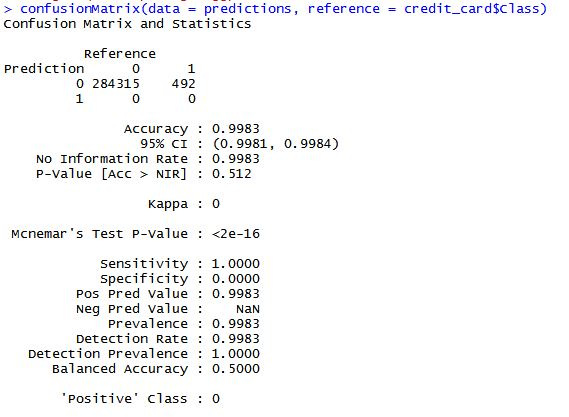 > confusionMatrix(data = predictions, reference = credit_card$Class)
Confusion Matrix and Statistics
Reference
Prediction 0 1
0 284315 492
1 0 0
Accuracy : 0.9983
95% CI : (0.9981, 0.9984)
No Information Rate : 0.9983
P-Value [Acc > NIR] : 0.512
Kappa : 0
Mcnemar's Test P-Value : <2e-16
Sensitivity : 1.0000
Specificity : 0.0000
Pos Pred Value : 0.9983
Neg Pred Value : NaN
Prevalence : 0.9983
Detection Rate : 0.9983
Detection Prevalence : 1.0000
Balanced Accuracy : 0.5000
'Positive' Class : 0